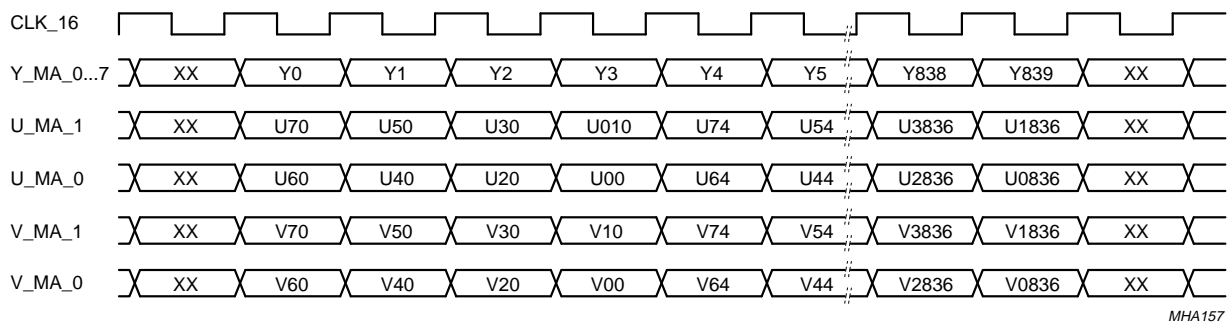 CLK_16
Y_MA_0...7 XX Y0 Y1 Y2 Y3 Y4 Y5 Y838 Y839 XX
U_MA_1 XX U70 U50 U30 U010 U74 U54 U3836 U1836 XX
U_MA_0 XX U60 U40 U20 U00 U64 U44 U2836 U0836 XX
V_MA_1 XX V70 V50 V30 V10 V74 V54 V3836 V1836 XX
V_MA_0 XX V60 V40 V20 V00 V64 V44 V2836 V0836 XX
MHA157